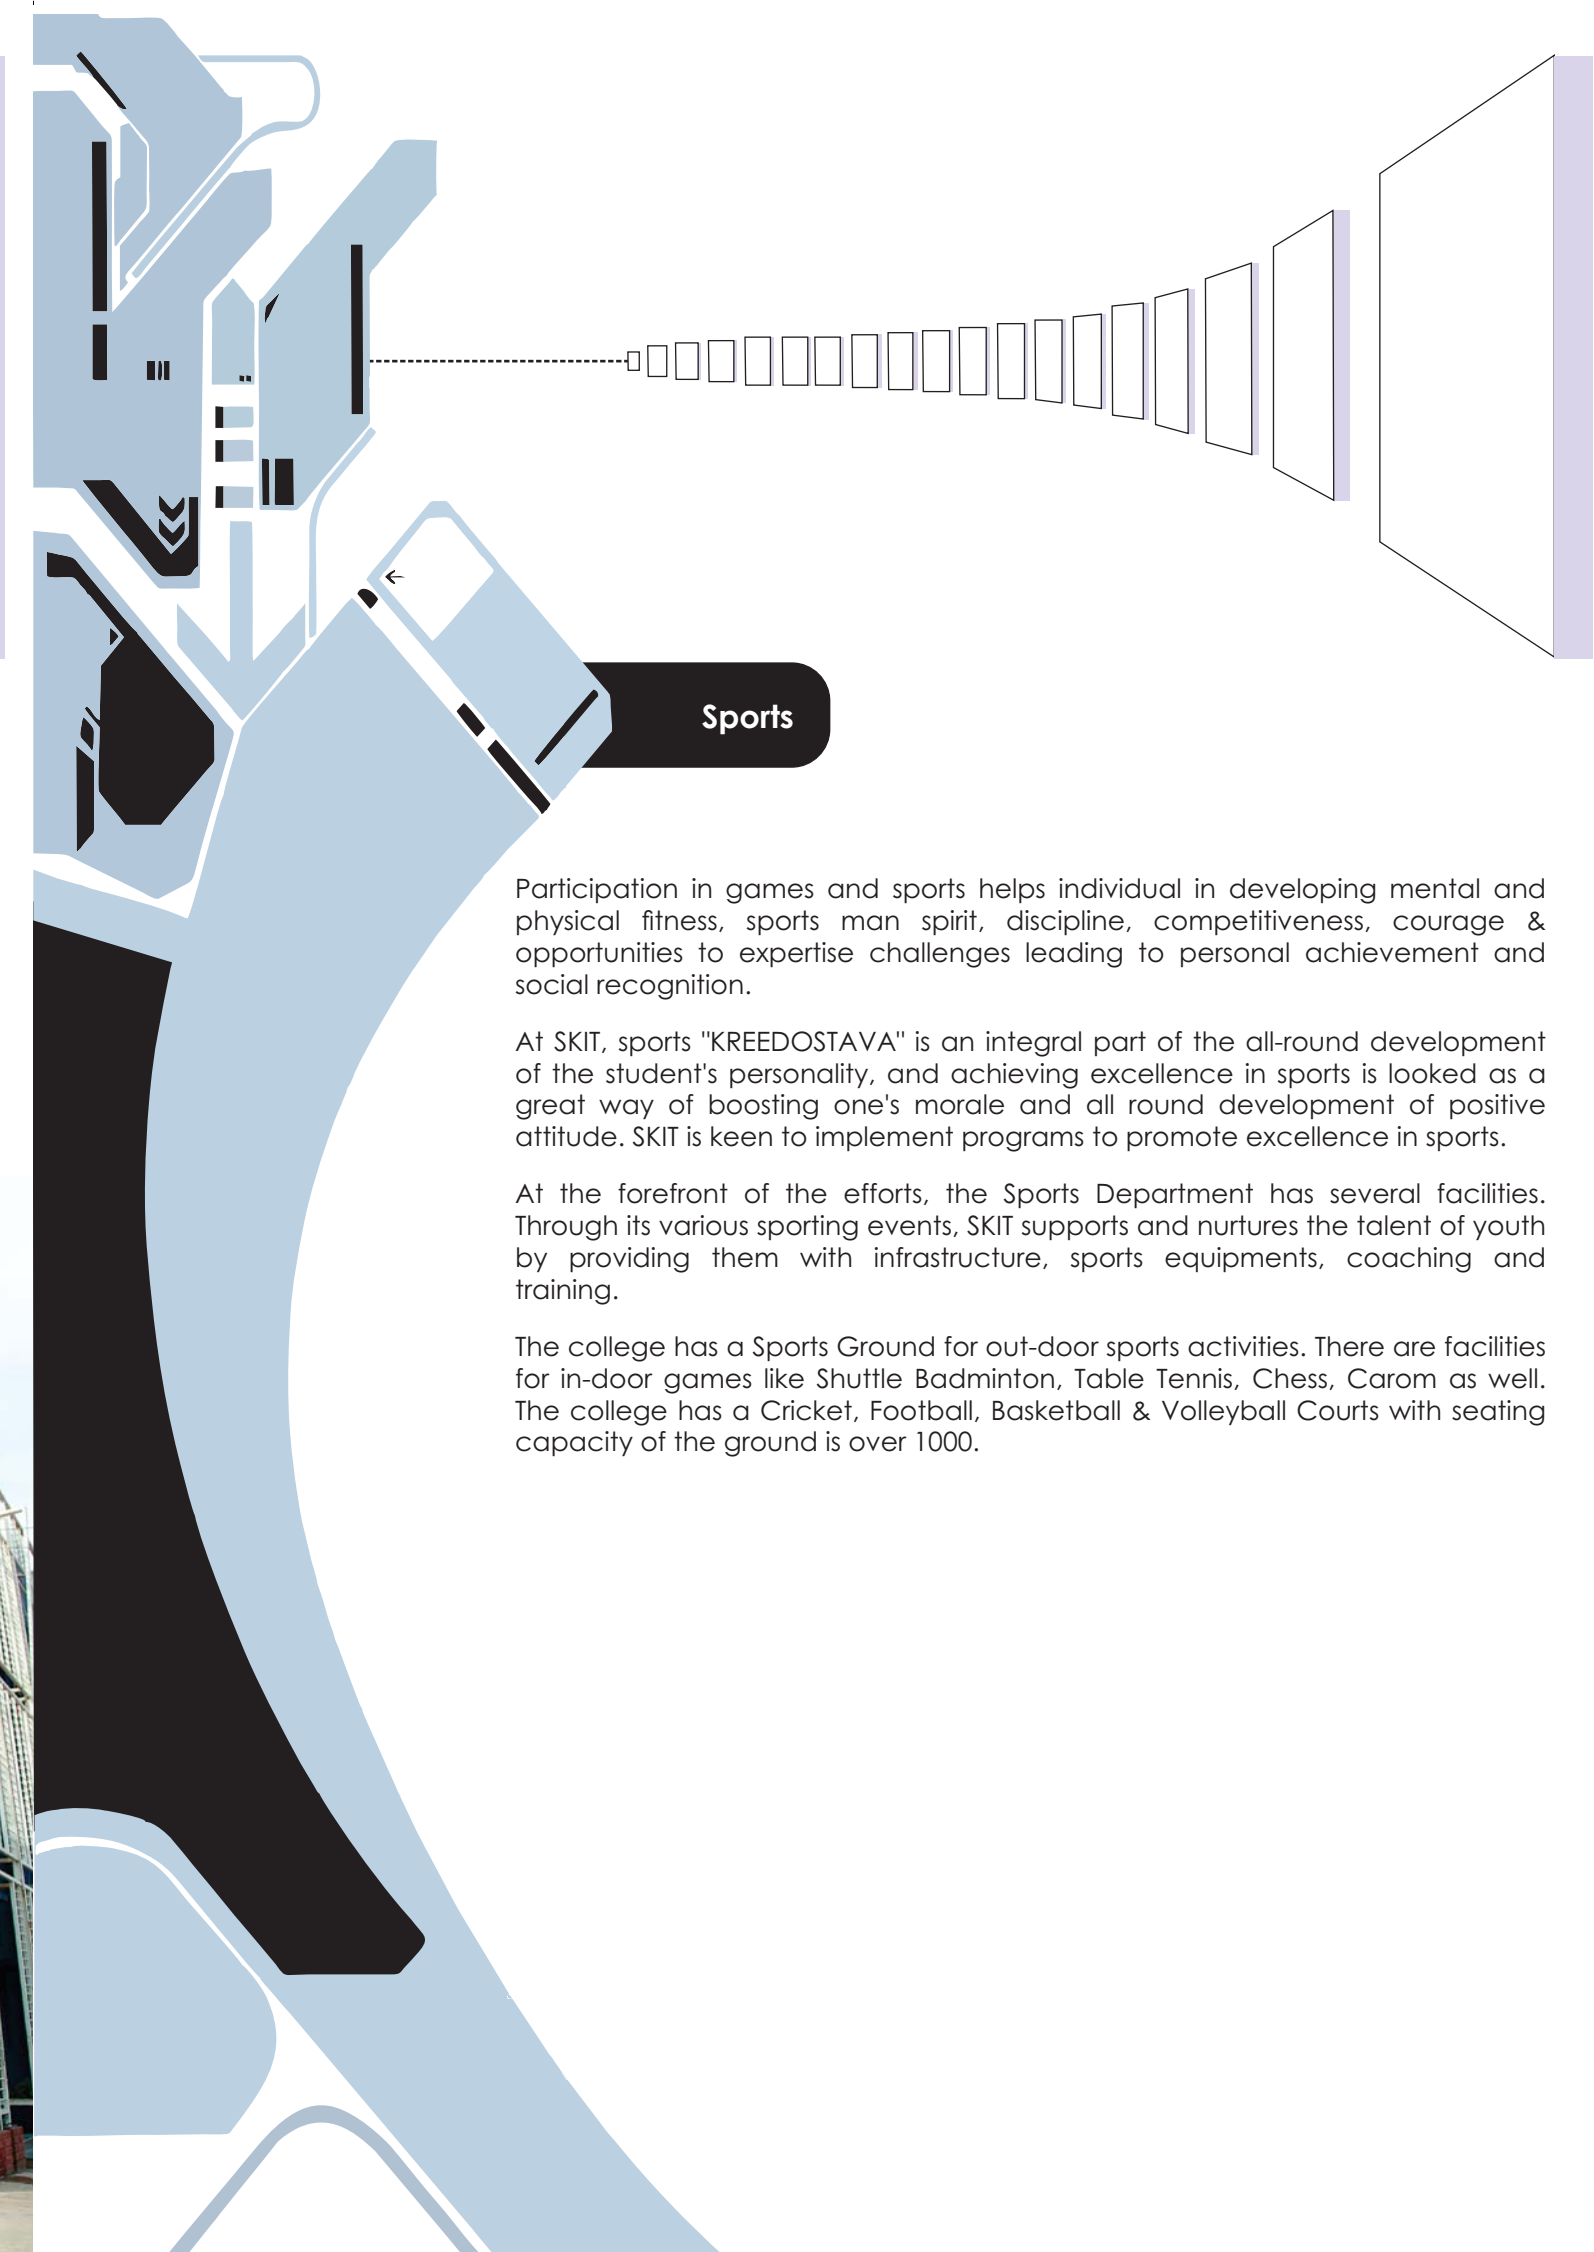 Sports
Participation in games and sports helps individual in developing mental and
physical fitness, sports man spirit, discipline, competitiveness, courage &
opportunities to expertise challenges leading to personal achievement and
social recognition.
At SKIT, sports "KREEDOSTAVA" is an integral part of the all-round development
of the student's personality, and achieving excellence in sports is looked as a
great way of boosting one's morale and all round development of positive
attitude. SKIT is keen to implement programs to promote excellence in sports.
At the forefront of the efforts, the Sports Department has several facilities.
Through its various sporting events, SKIT supports and nurtures the talent of youth
by providing them with infrastructure, sports equipments, coaching and
training.
The college has a Sports Ground for out-door sports activities. There are facilities
for in-door games like Shuttle Badminton, Table Tennis, Chess, Carom as well.
The college has a Cricket, Football, Basketball & Volleyball Courts with seating
capacity of the ground is over 1000.